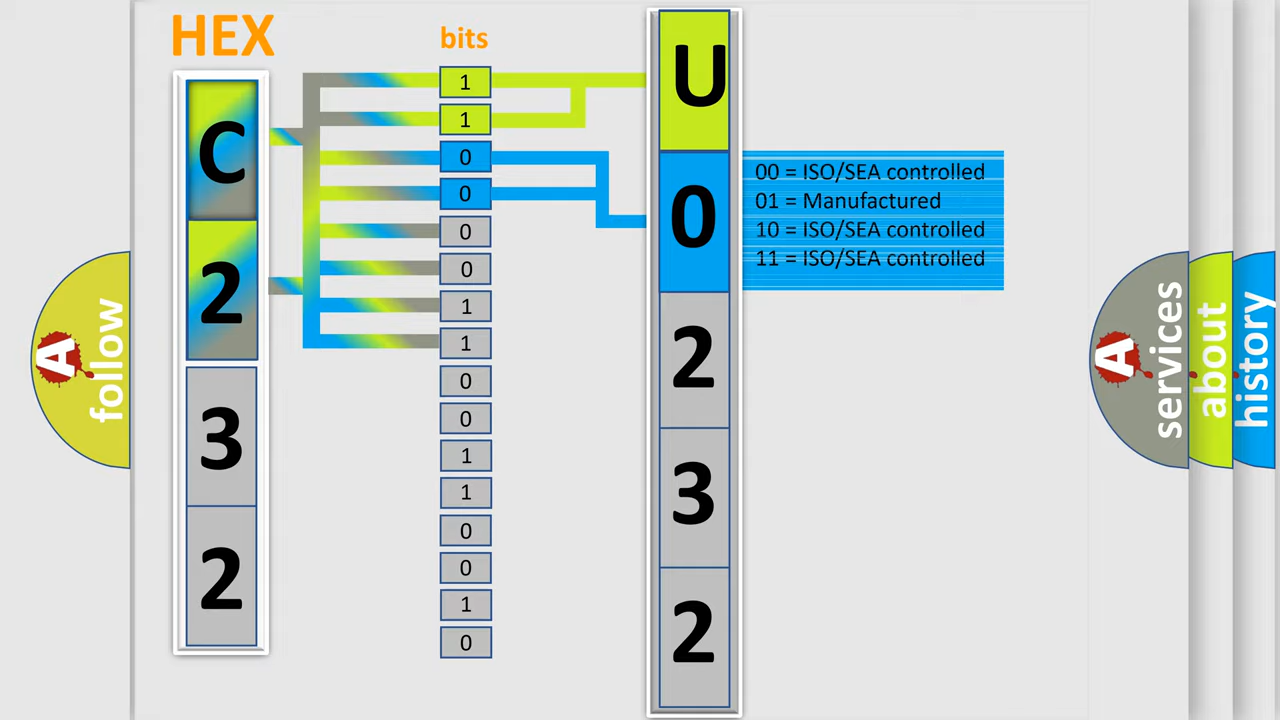 HEX
bits
C
2
3
2
1
1
0
0
0
0
1
1
0
0
1
1
0
0
1
0
U
0
2
3
2
00 = ISO/SEA controlled
01 = Manufactured
10 = ISO/SEA controlled
11 = ISO/SEA controlled
A
follow
A
services
about
history